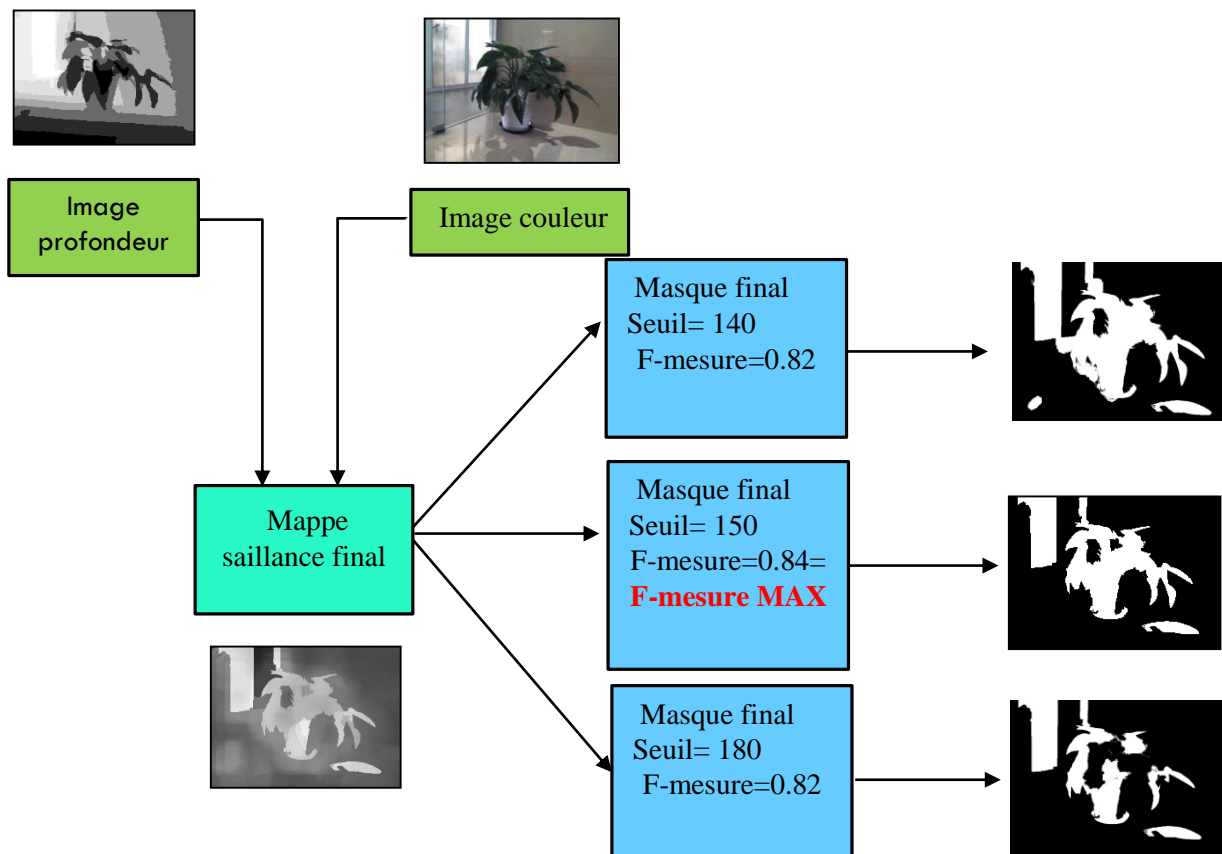 Image
profondeur
Image couleur
Masque final
Seuil= 140
F-mesure=0.82
Mappe
saillance final
Masque final
Seuil= 150
F-mesure=0.84=
F-mesure MAX
Masque final
Seuil= 180
F-mesure=0.82